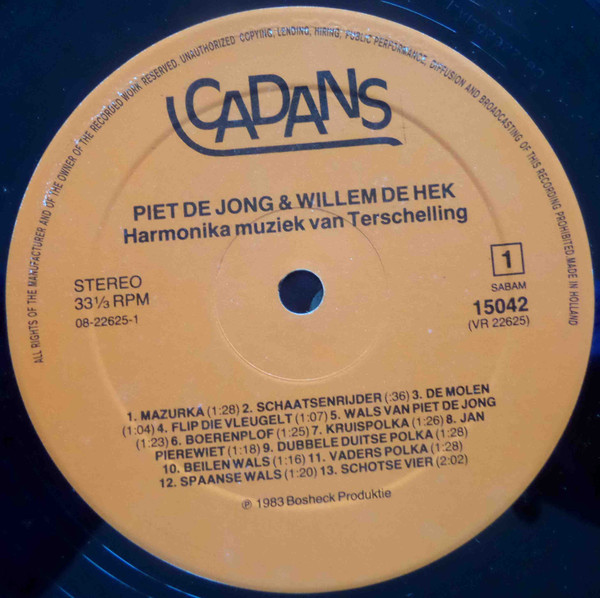 ALL RIGHTS OF THE MANUFACTURER AND OF THE OWNER OF THE RECORDED WORK RESERVED. UNAUTHORIZED COPYING, LENDING, HIRING, PUBLIC PERFORMANCE, DIFFUSION AND BROADCASTING OF THIS RECORDING PROHIBITED. MADE IN HOLLAND
CADANS
PIET DE JONG & WILLEM DE HEK
Harmonika muziek van Terschelling
STEREO
33⅓ RPM
08-22625-1
1
SABAM
15042
(VR 22625)
1. MAZURKA (1:28) 2. SCHAATSENRIJDER (:36) 3. DE MOLEN
(1:04) 4. FLIP DIE VLEUGELT (1:07) 5. WALS VAN PIET DE JONG
(1:23) 6. BOERENPLOF (1:25) 7. KRUISPOLKA (1:26) 8. JAN
PIEREWIET (1:18) 9. DUBBELE DUITSE POLKA (1:28)
10. BEILEN WALS (1:16) 11. VADERS POLKA (1:28)
12. SPAANSE WALS (1:20) 13. SCHOTSE VIER (2:02)
℗ 1983 Bosheck Produktie